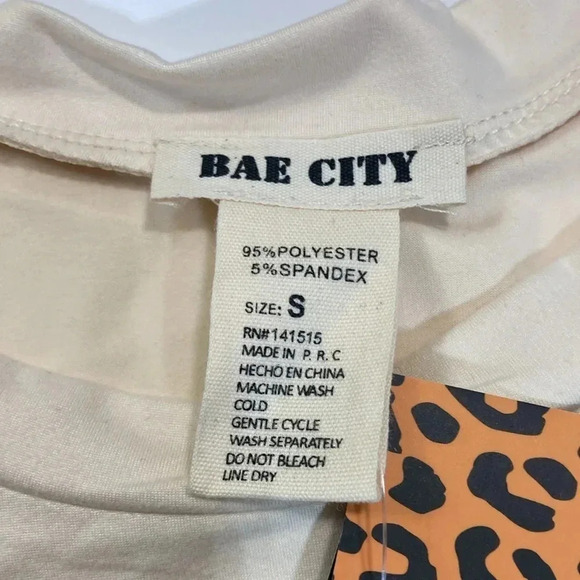 BAE CITY
95%POLYESTER
5%SPANDEX
SIZE: S
RN#141515
MADE IN P. R. C
HECHO EN CHINA
MACHINE WASH
COLD
GENTLE CYCLE
WASH SEPARATELY
DO NOT BLEACH
LINE DRY